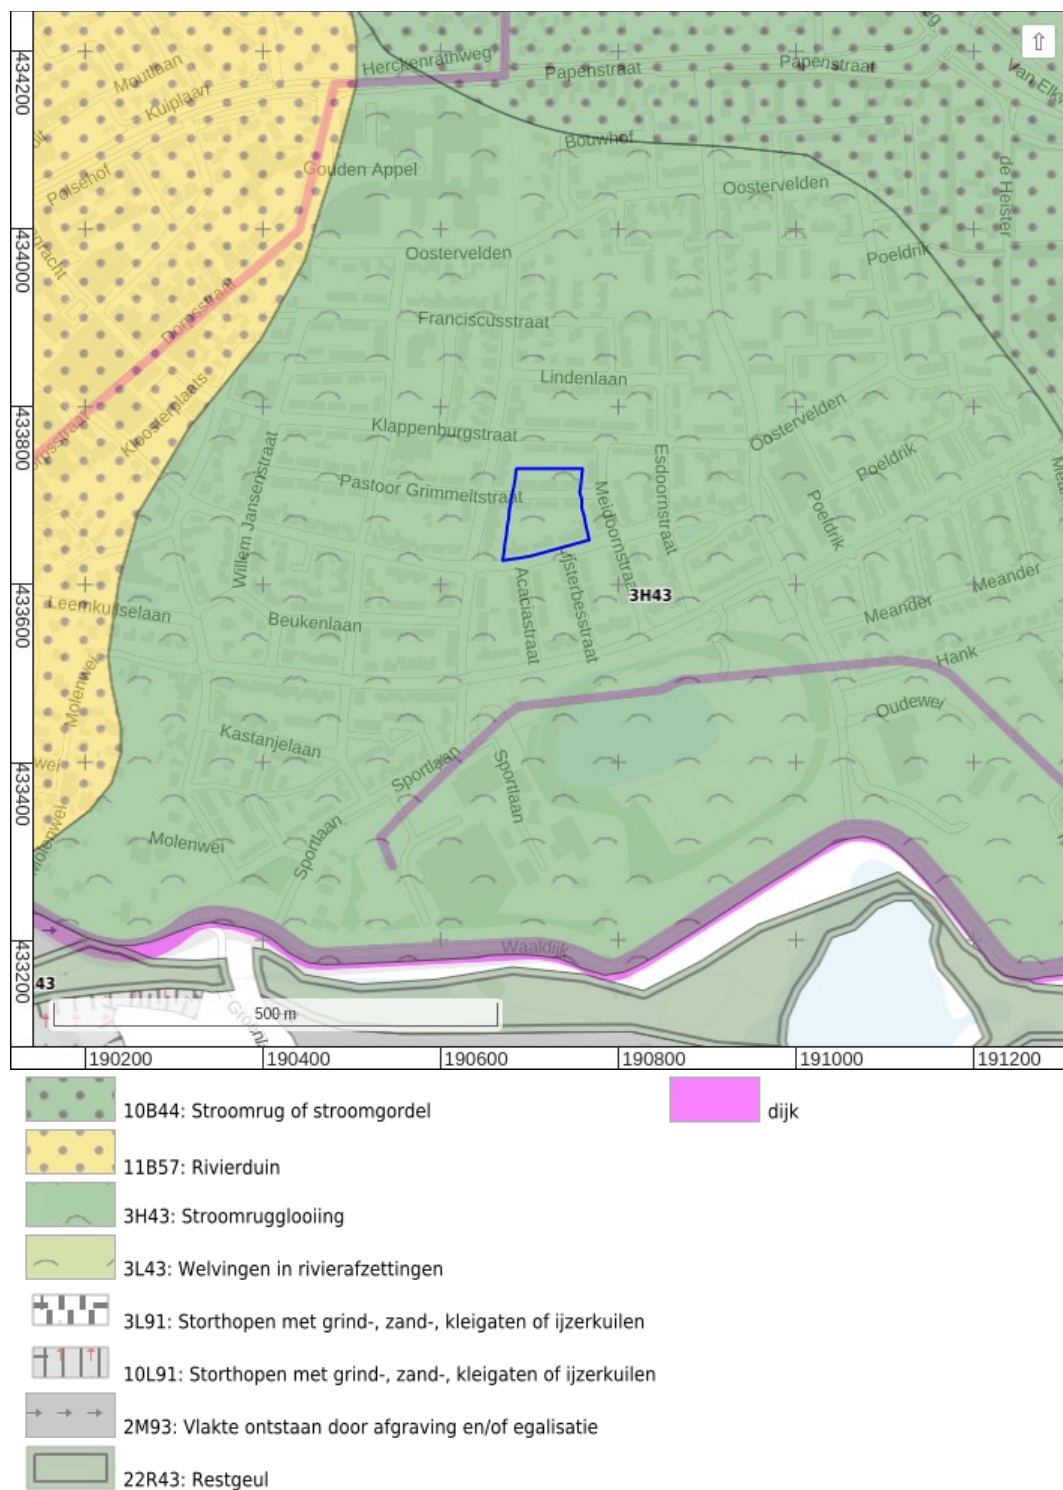 Herckenrathweg
Papenstraat
Papenstraat
Van Elk
Moutlaan
Kuiplaan
Bouwhof
Polsehof
Gouden Appel
Oostervelden
de Heister
434200
Oostervelden
Poeldrik
434000
Dorpsstraat
Franciscusstraat
Lindenlaan
Kloosterplaats
Klappenburgstraat
Oostervelden
Poeldrik
433800
Willem Jansenstraat
Pastoor Grimmeltstraat
Esdoornstraat
Meidoornstraat
Poeldrik
Acaciastraat
Lijsterbesstraat
3H43
Meander
Meander
Leemkuilselaan
Beukenlaan
433600
Hank
Molenwei
Oudewei
Kastanjelaan
wei
Sportlaan
Sportlaan
433400
Molenwei
Molenwei
Sportlaan
Waaldijk
433200
43
500 m
190200
190400
190600
190800
191000
191200
10B44: Stroomrug of stroomgordel
dijk
11B57: Rivierduin
3H43: Stroomrugglooiing
3L43: Welvingen in rivierafzettingen
3L91: Storthopen met grind-, zand-, kleigaten of ijzerkuilen
10L91: Storthopen met grind-, zand-, kleigaten of ijzerkuilen
2M93: Vlakte ontstaan door afgraving en/of egalisatie
22R43: Restgeul